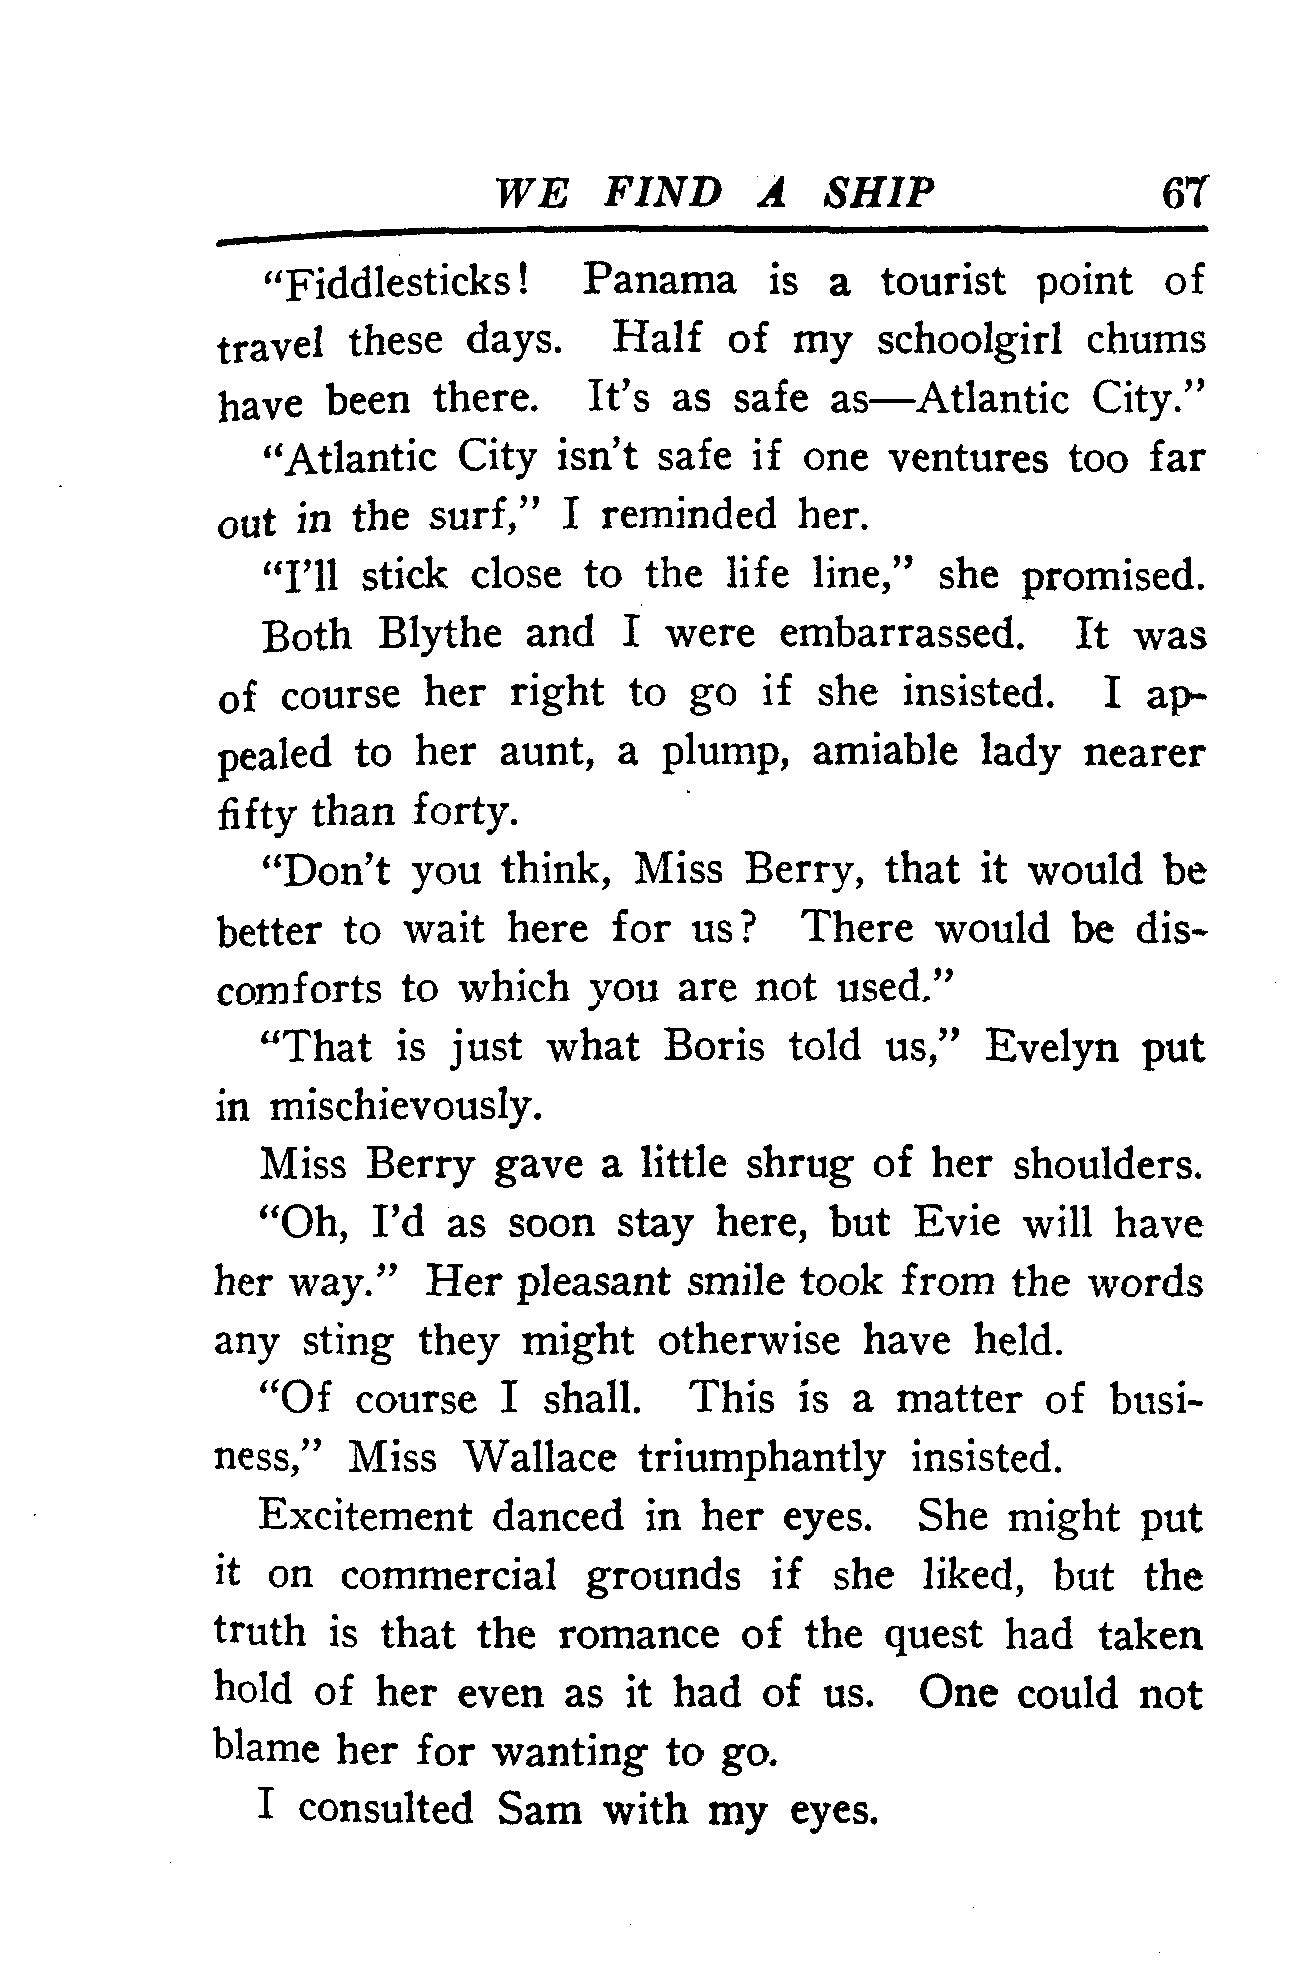 WE FIND A SHIP 67
“Fiddlesticks! Panama is a tourist point of
travel these days. Half of my schoolgirl chums
have been there. It’s as safe as—Atlantic City.”
“Atlantic City isn’t safe if one ventures too far
out in the surf,” I reminded her.
“I’ll stick close to the life line,” she promised.
Both Blythe and I were embarrassed. It was
of course her right to go if she insisted. I ap-
pealed to her aunt, a plump, amiable lady nearer
fifty than forty.
“Don’t you think, Miss Berry, that it would be
better to wait here for us? There would be dis-
comforts to which you are not used.”
“That is just what Boris told us,” Evelyn put
in mischievously.
Miss Berry gave a little shrug of her shoulders.
“Oh, I’d as soon stay here, but Evie will have
her way.” Her pleasant smile took from the words
any sting they might otherwise have held.
“Of course I shall. This is a matter of busi-
ness,” Miss Wallace triumphantly insisted.
Excitement danced in her eyes. She might put
it on commercial grounds if she liked, but the
truth is that the romance of the quest had taken
hold of her even as it had of us. One could not
blame her for wanting to go.
I consulted Sam with my eyes.